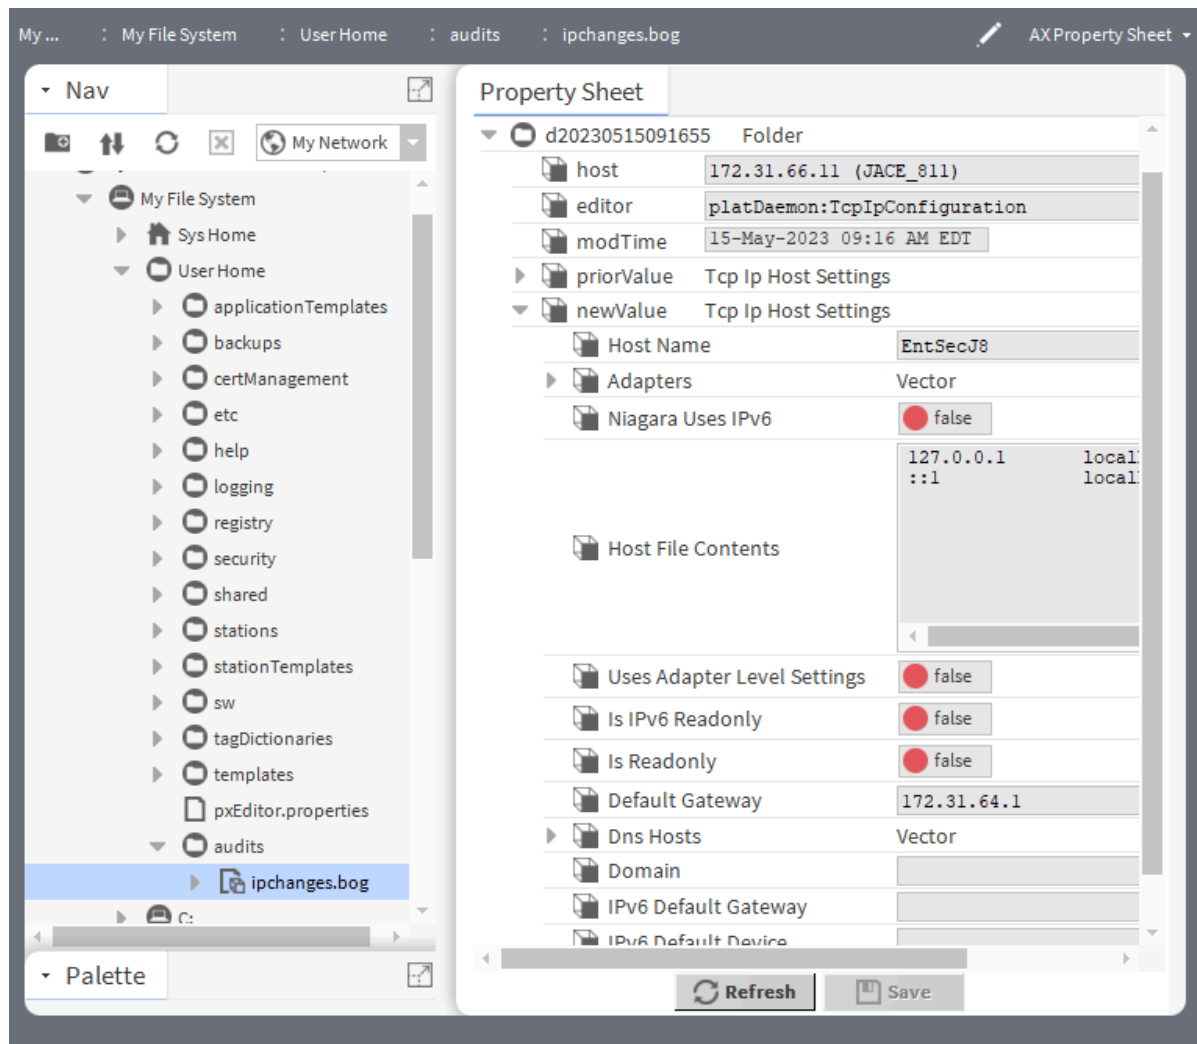 My ... : My File System : User Home : audits : ipchanges.bog AX Property Sheet
Nav
My Network
My File System
Sys Home
User Home
applicationTemplates
backups
certManagement
etc
help
logging
registry
security
shared
stations
stationTemplates
sw
tagDictionaries
templates
pxEditor.properties
audits
ipchanges.bog
C:
Palette
Property Sheet
d20230515091655 Folder
host 172.31.66.11 (JACE_811)
editor platDaemon:TcpIpConfiguration
modTime 15-May-2023 09:16 AM EDT
priorValue Tcp Ip Host Settings
newValue Tcp Ip Host Settings
Host Name EntSecJ8
Adapters Vector
Niagara Uses IPv6 false
127.0.0.1 local
::1 local
Host File Contents
Uses Adapter Level Settings false
Is IPv6 Readonly false
Is Readonly false
Default Gateway 172.31.64.1
Dns Hosts Vector
Domain
IPv6 Default Gateway
IPv6 Default Device
Refresh Save